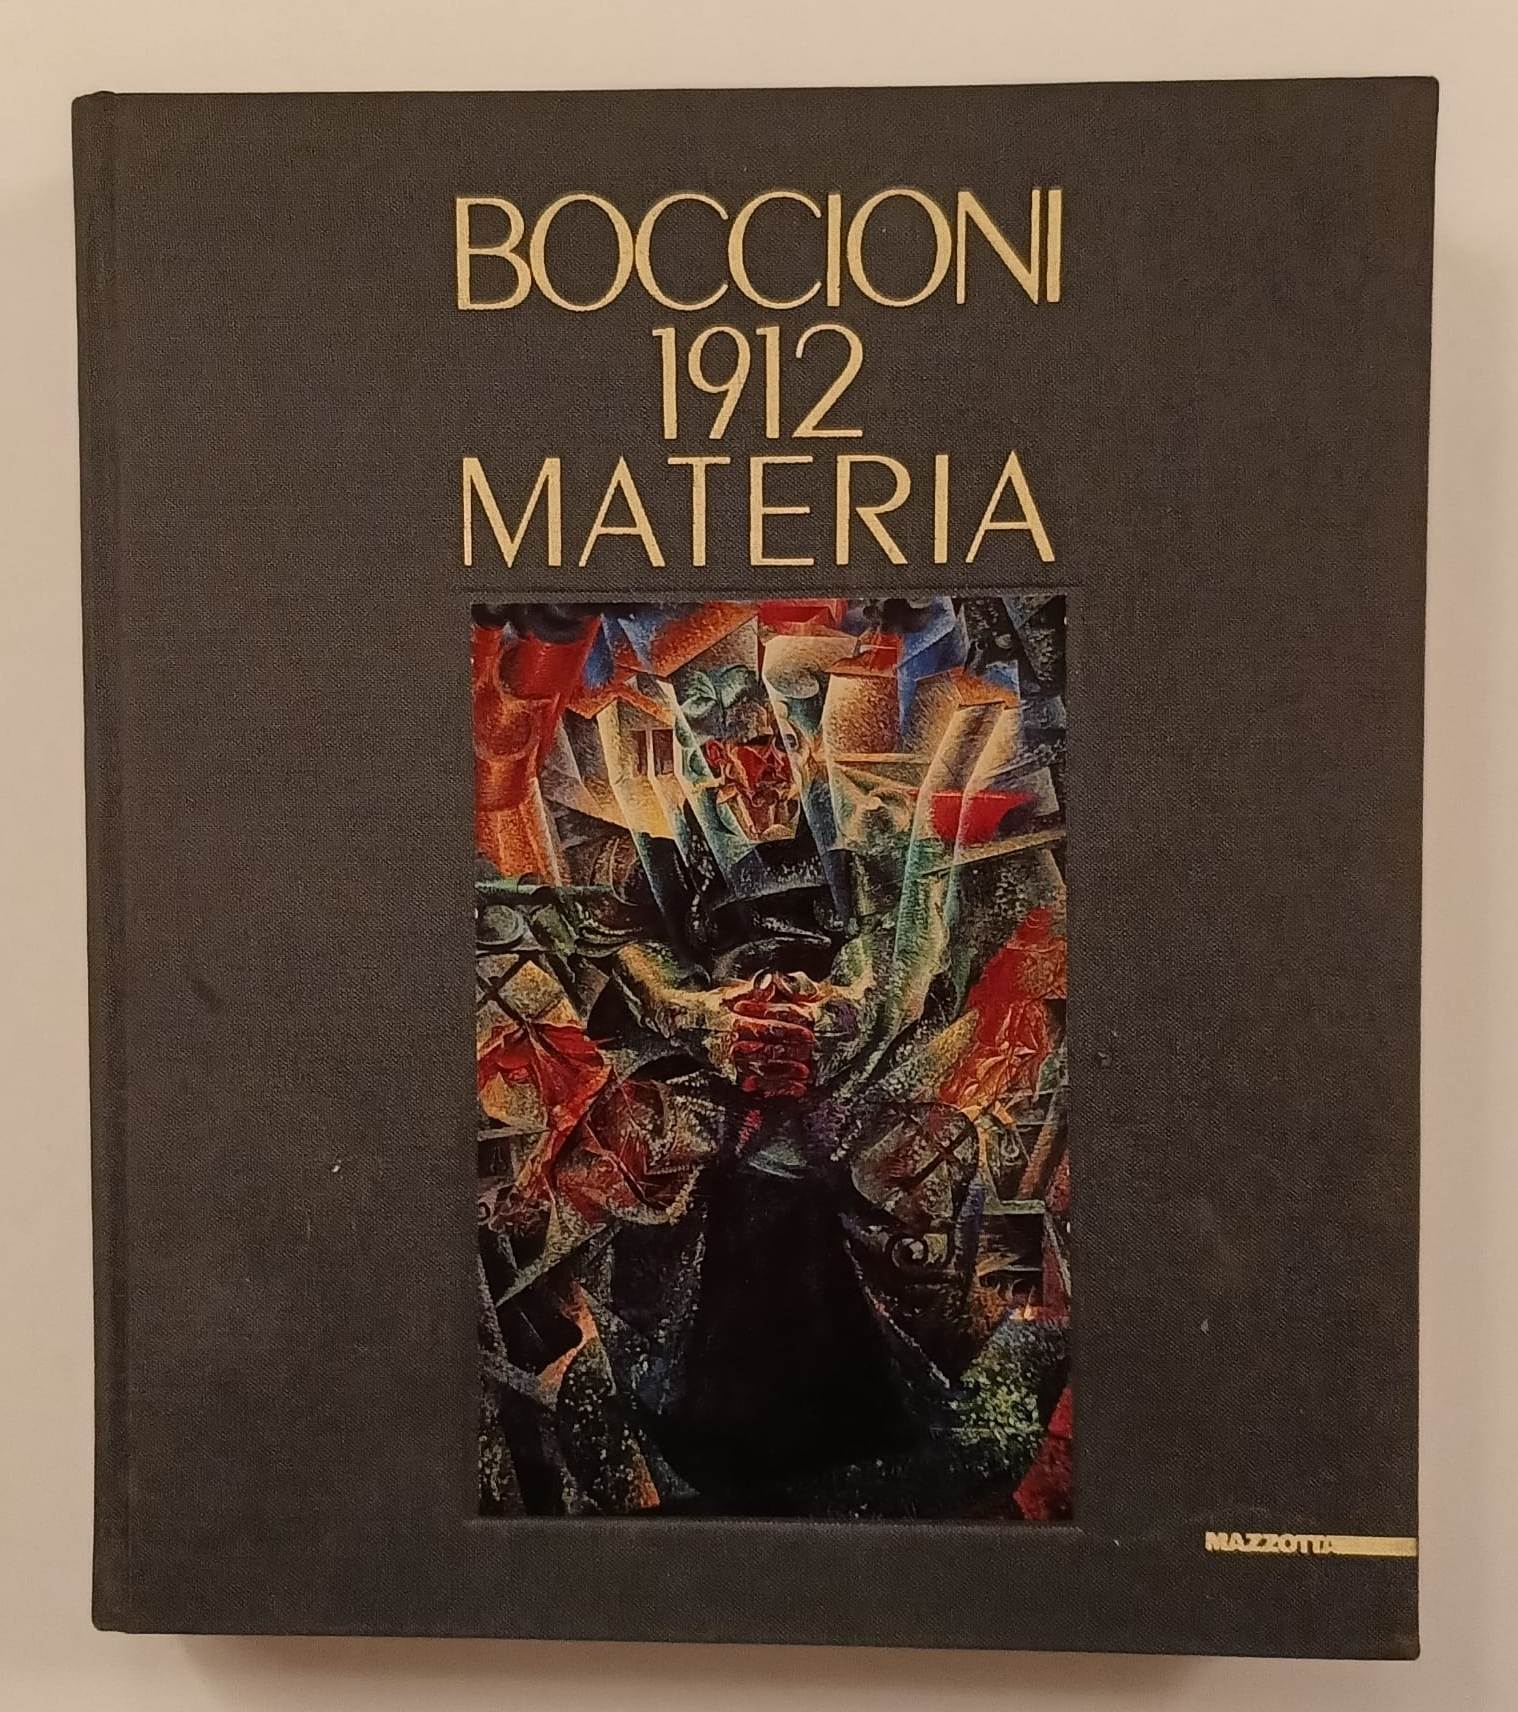 BOCCIONI
1912
MATERIA
MAZZOTTA